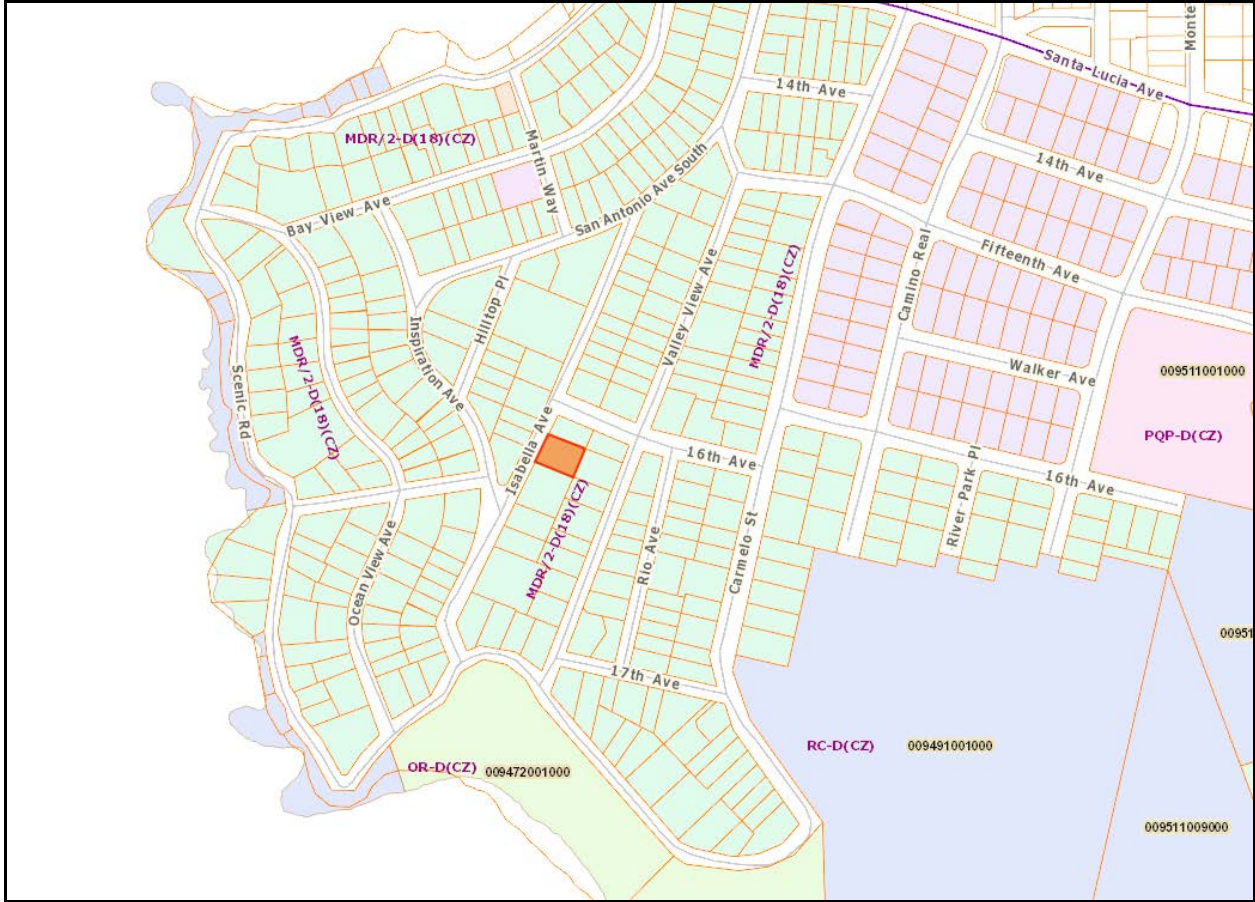 Monte
Santa-Lucia-Ave
14th Ave
MDR/2-D(18)(CZ)
Martin-Way
San Antonio Ave South
14th-Ave
Bay-View-Ave
Fifteenth-Ave
Camino-Real
Valley-View-Ave
MDR/2-D(18)(CZ)
Hilltop-Pl
Inspiration Ave
Walker-Ave
009511001000
MDR/2-D(18)(CZ)
Scenic-Rd
PQP-D(CZ)
Isabella Ave
16th-Ave
16th-Ave
River-Park-Pl
MDR/2-D(18)(CZ)
Rio-Ave
Carmelo-St
Ocean-View-Ave
00951
17th-Ave
RC-D(CZ)
009491001000
OR-D(CZ)
009472001000
009511009000